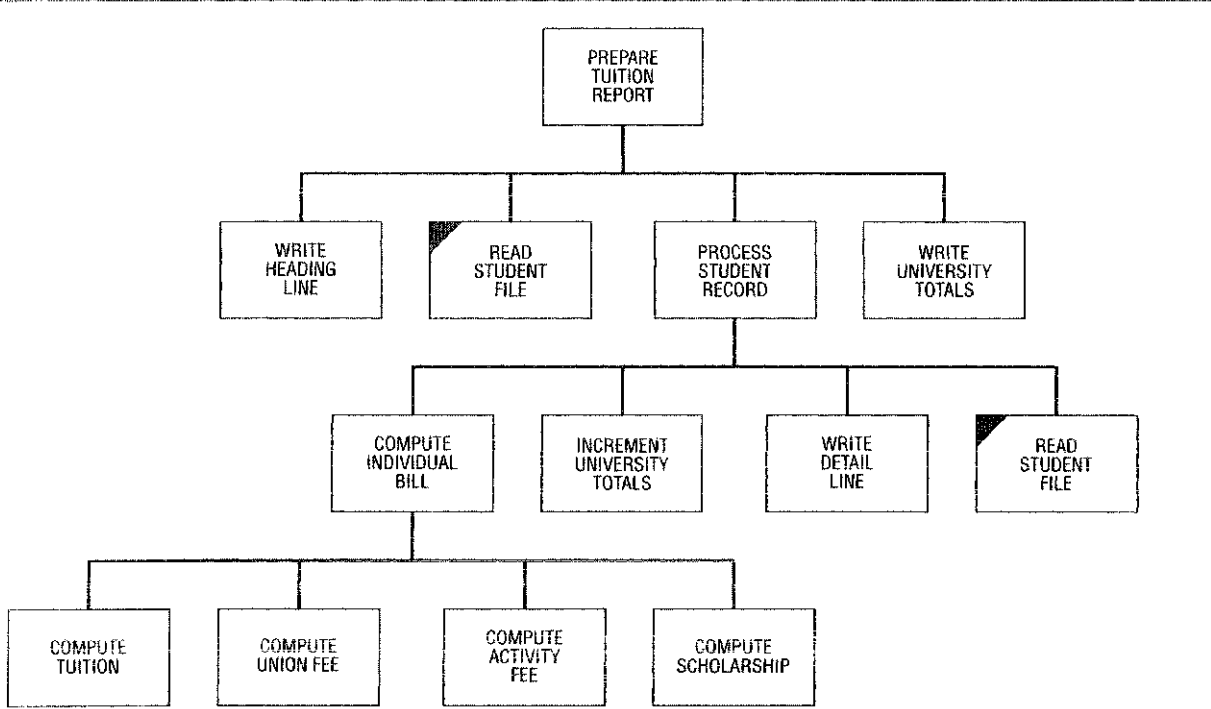 PREPARE
TUITION
REPORT
WRITE
HEADING
LINE
READ
STUDENT
FILE
PROCESS
STUDENT
RECORD
WRITE
UNIVERSITY
TOTALS
COMPUTE
INDIVIDUAL
BILL
INCREMENT
UNIVERSITY
TOTALS
WRITE
DETAIL
LINE
READ
STUDENT
FILE
COMPUTE
TUITION
COMPUTE
UNION FEE
COMPUTE
ACTIVITY
FEE
COMPUTE
SCHOLARSHIP